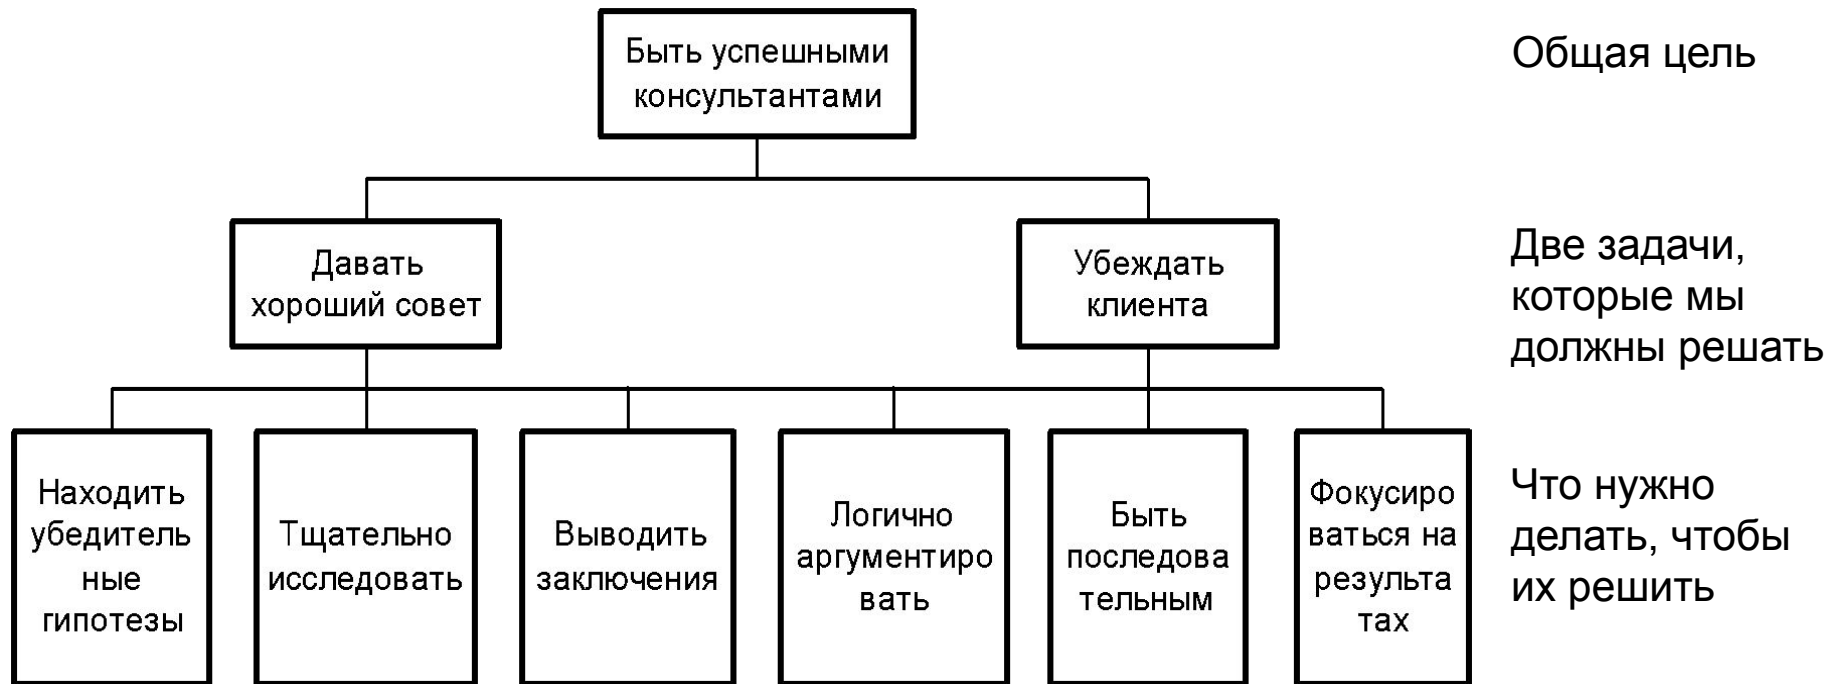 Быть успешными
консультантами
Общая цель
Давать
хороший совет
Убеждать
клиента
Две задачи,
которые мы
должны решать
Находить
убедитель
ные
гипотезы
Тщательно
исследовать
Выводить
заключения
Логично
аргументиро
вать
Быть
последова
тельным
Фокусиро
ваться на
результа
тах
Что нужно
делать, чтобы
их решить